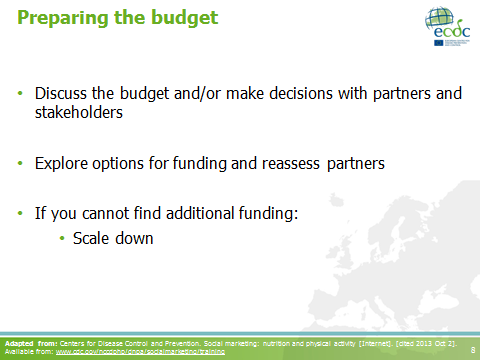 Preparing the budget
ecdc
• Discuss the budget and/or make decisions with partners and
stakeholders
• Explore options for funding and reassess partners
• If you cannot find additional funding:
• Scale down
Adapted from: Centers for Disease Control and Prevention. Social marketing: nutrition and physical activity [Internet]. [cited 2013 Oct 2].
Available from: www.cdc.gov/nccdphp/dnpa/socialmarketing/training
8